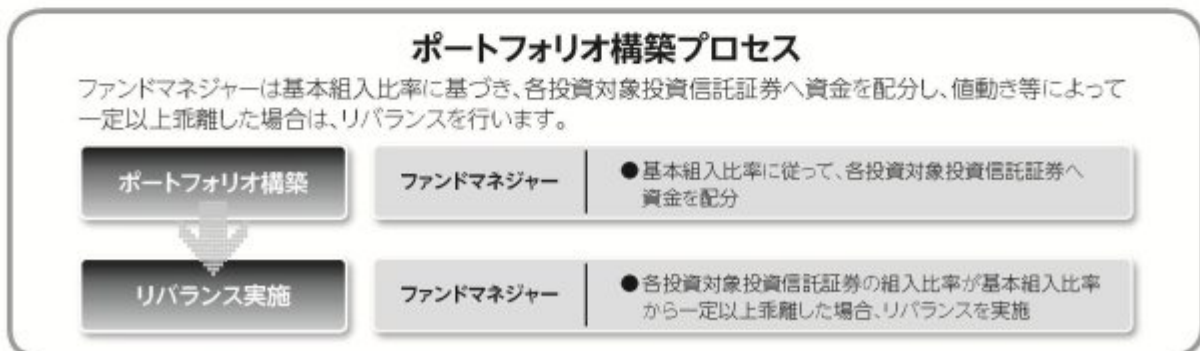 ポートフォリオ構築プロセス
ファンドマネジャーは基本組入比率に基づき、各投資対象投資信託証券へ資金を配分し、値動き等によって
一定以上乖離した場合は、リバランスを行います。
ポートフォリオ構築
ファンドマネジャー
●基本組入比率に従って、各投資対象投資信託証券へ
資金を配分
リバランス実施
ファンドマネジャー
●各投資対象投資信託証券の組入比率が基本組入比率
から一定以上乖離した場合、リバランスを実施